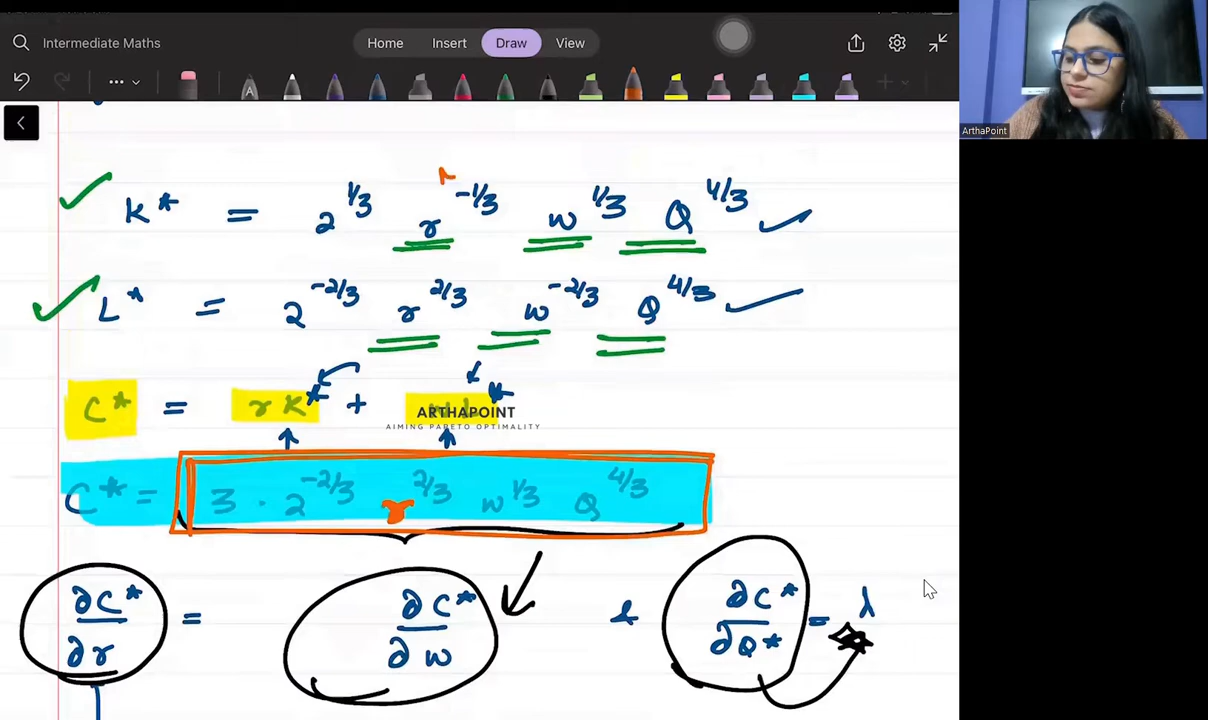 Intermediate Maths
Home Insert Draw View
ArthaPoint
K* = 2^1/3 r^-1/3 w^1/3 Q^4/3
L* = 2^-2/3 r^2/3 w^-2/3 Q^4/3
C* = rK* + wL*
ARTHAPOINT
AIMING PARETO OPTIMALITY
C* = 3 · 2^-2/3 r^2/3 w^1/3 Q^4/3
∂C*/∂r = ∂C*/∂w & ∂C*/∂Q* = λ